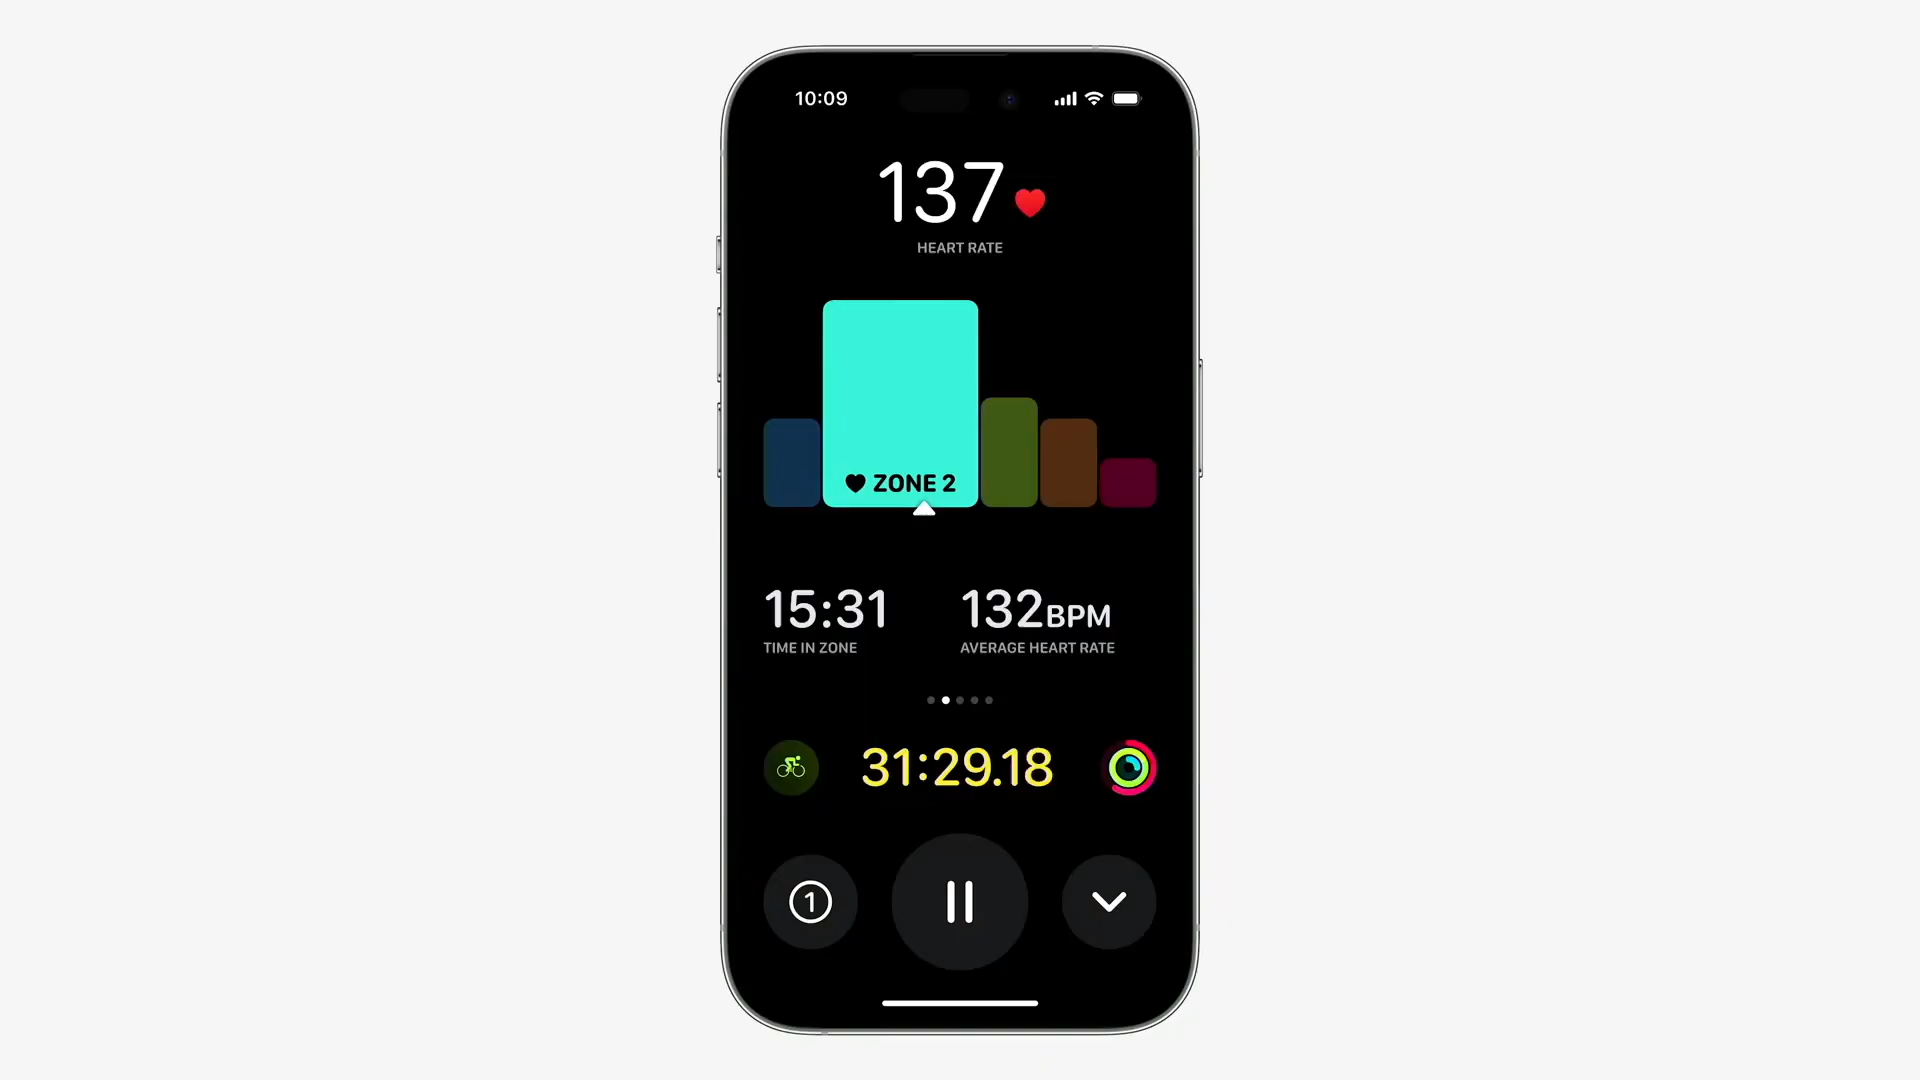 10:09
137
HEART RATE
ZONE 2
15:31
TIME IN ZONE
132BPM
AVERAGE HEART RATE
31:29.18
1